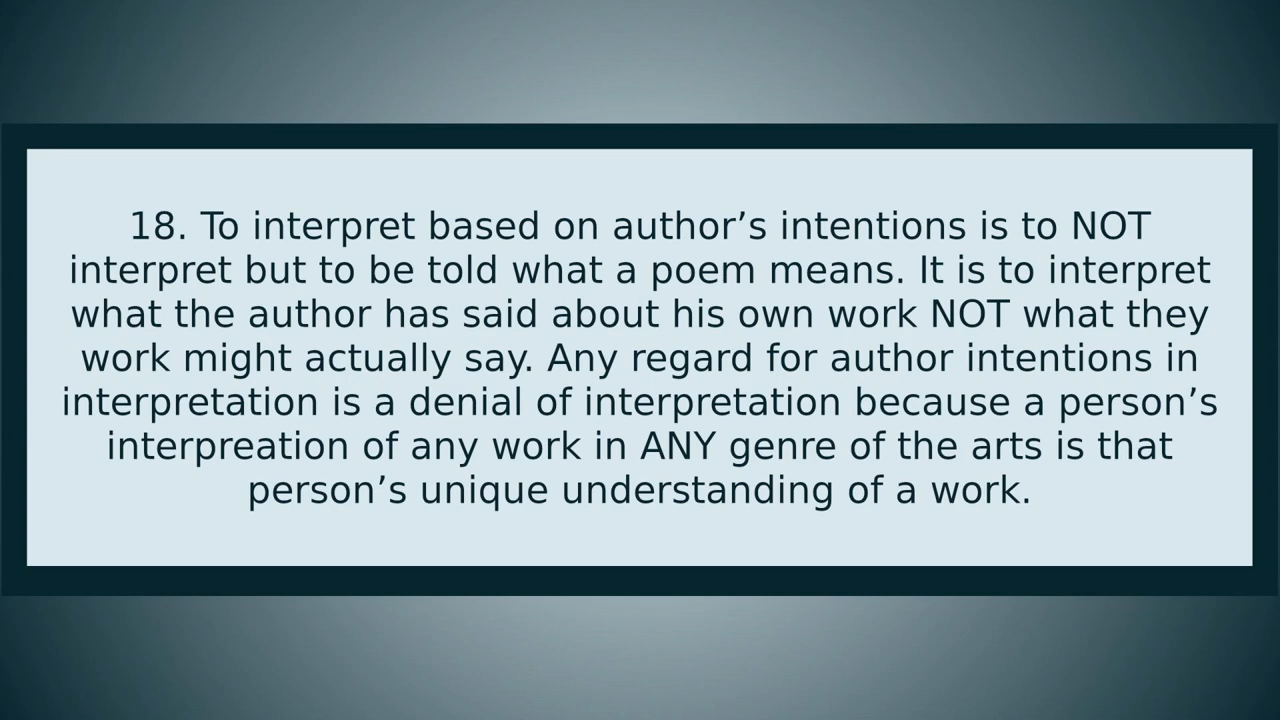 18. To interpret based on author’s intentions is to NOT
interpret but to be told what a poem means. It is to interpret
what the author has said about his own work NOT what they
work might actually say. Any regard for author intentions in
interpretation is a denial of interpretation because a person’s
interpreation of any work in ANY genre of the arts is that
person’s unique understanding of a work.